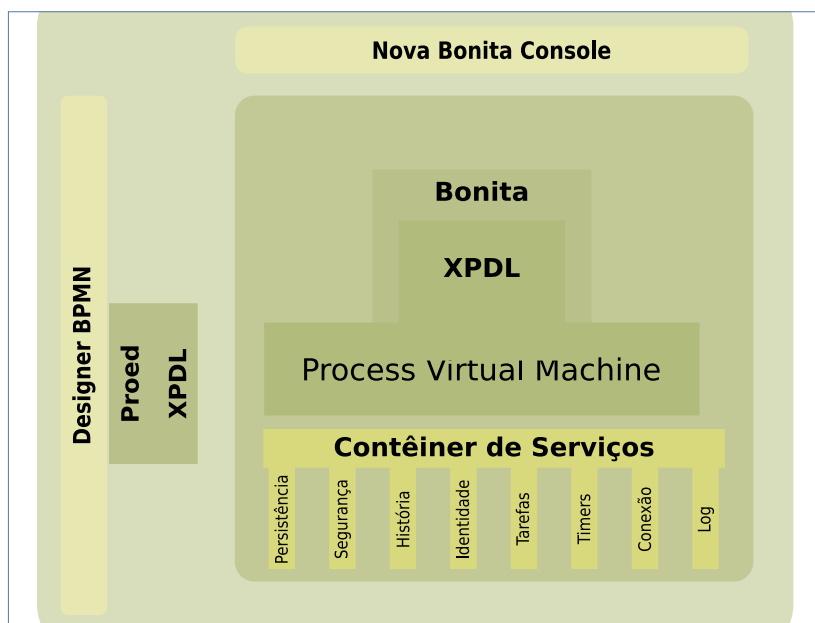 Nova Bonita Console
Designer BPMN
Proed
XPDL
Bonita
XPDL
Process Virtual Machine
Contêiner de Serviços
Persistência
Segurança
História
Identidade
Tarefas
Timers
Conexão
Log